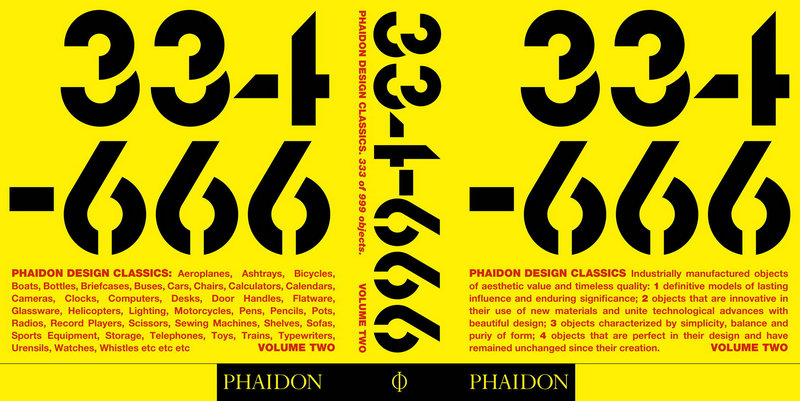 334
-666
PHAIDON DESIGN CLASSICS: Aeroplanes, Ashtrays, Bicycles,
Boats, Bottles, Briefcases, Buses, Cars, Chairs, Calculators, Calendars,
Cameras, Clocks, Computers, Desks, Door Handles, Flatware,
Glassware, Helicopters, Lighting, Motorcycles, Pens, Pencils, Pots,
Radios, Record Players, Scissors, Sewing Machines, Shelves, Sofas,
Sports Equipment, Storage, Telephones, Toys, Trains, Typewriters,
Urensils, Watches, Whistles etc etc etc VOLUME TWO
PHAIDON
PHAIDON DESIGN CLASSICS. 333 of 999 objects. VOLUME TWO
334-666
Φ
334
-666
PHAIDON DESIGN CLASSICS Industrially manufactured objects
of aesthetic value and timeless quality: 1 definitive models of lasting
influence and enduring significance; 2 objects that are innovative in
their use of new materials and unite technological advances with
beautiful design; 3 objects characterized by simplicity, balance and
puriy of form; 4 objects that are perfect in their design and have
remained unchanged since their creation. VOLUME TWO
PHAIDON